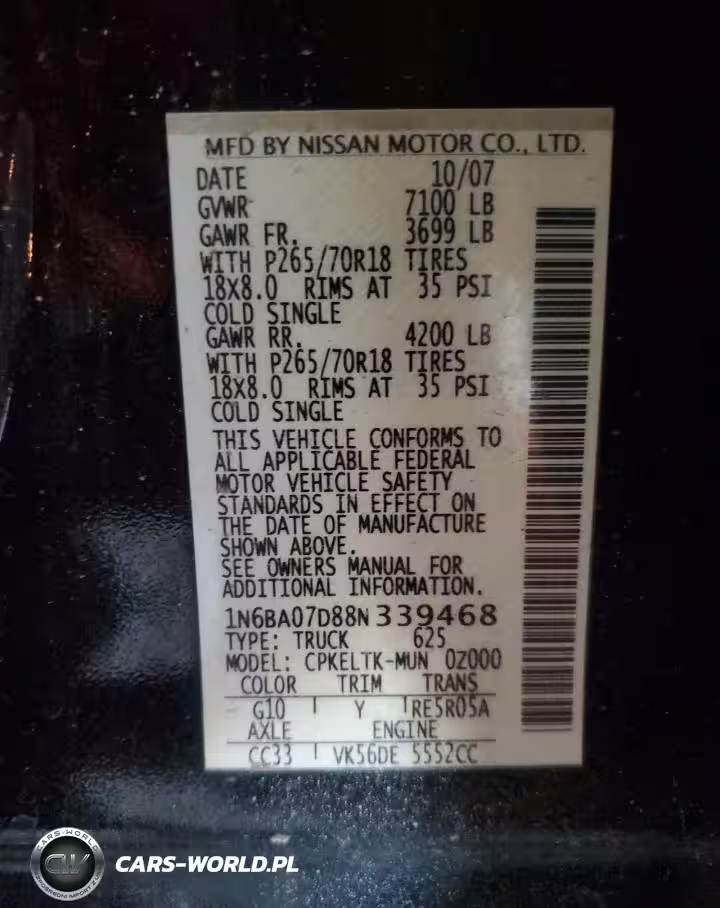 MFD BY NISSAN MOTOR CO., LTD.
DATE 10/07
GVWR 7100 LB
GAWR FR. 3699 LB
WITH P265/70R18 TIRES
18X8.0 RIMS AT 35 PSI
COLD SINGLE
GAWR RR. 4200 LB
WITH P265/70R18 TIRES
18X8.0 RIMS AT 35 PSI
COLD SINGLE
THIS VEHICLE CONFORMS TO
ALL APPLICABLE FEDERAL
MOTOR VEHICLE SAFETY
STANDARDS IN EFFECT ON
THE DATE OF MANUFACTURE
SHOWN ABOVE.
SEE OWNERS MANUAL FOR
ADDITIONAL INFORMATION.
1N6BA07D88N339468
TYPE: TRUCK 625
MODEL: CPKELTK-MUN 0Z000
COLOR TRIM TRANS
G10 Y RE5R05A
AXLE ENGINE
CC33 VK56DE 5552CC
CARS-WORLD
CW
CARS-WORLD.PL